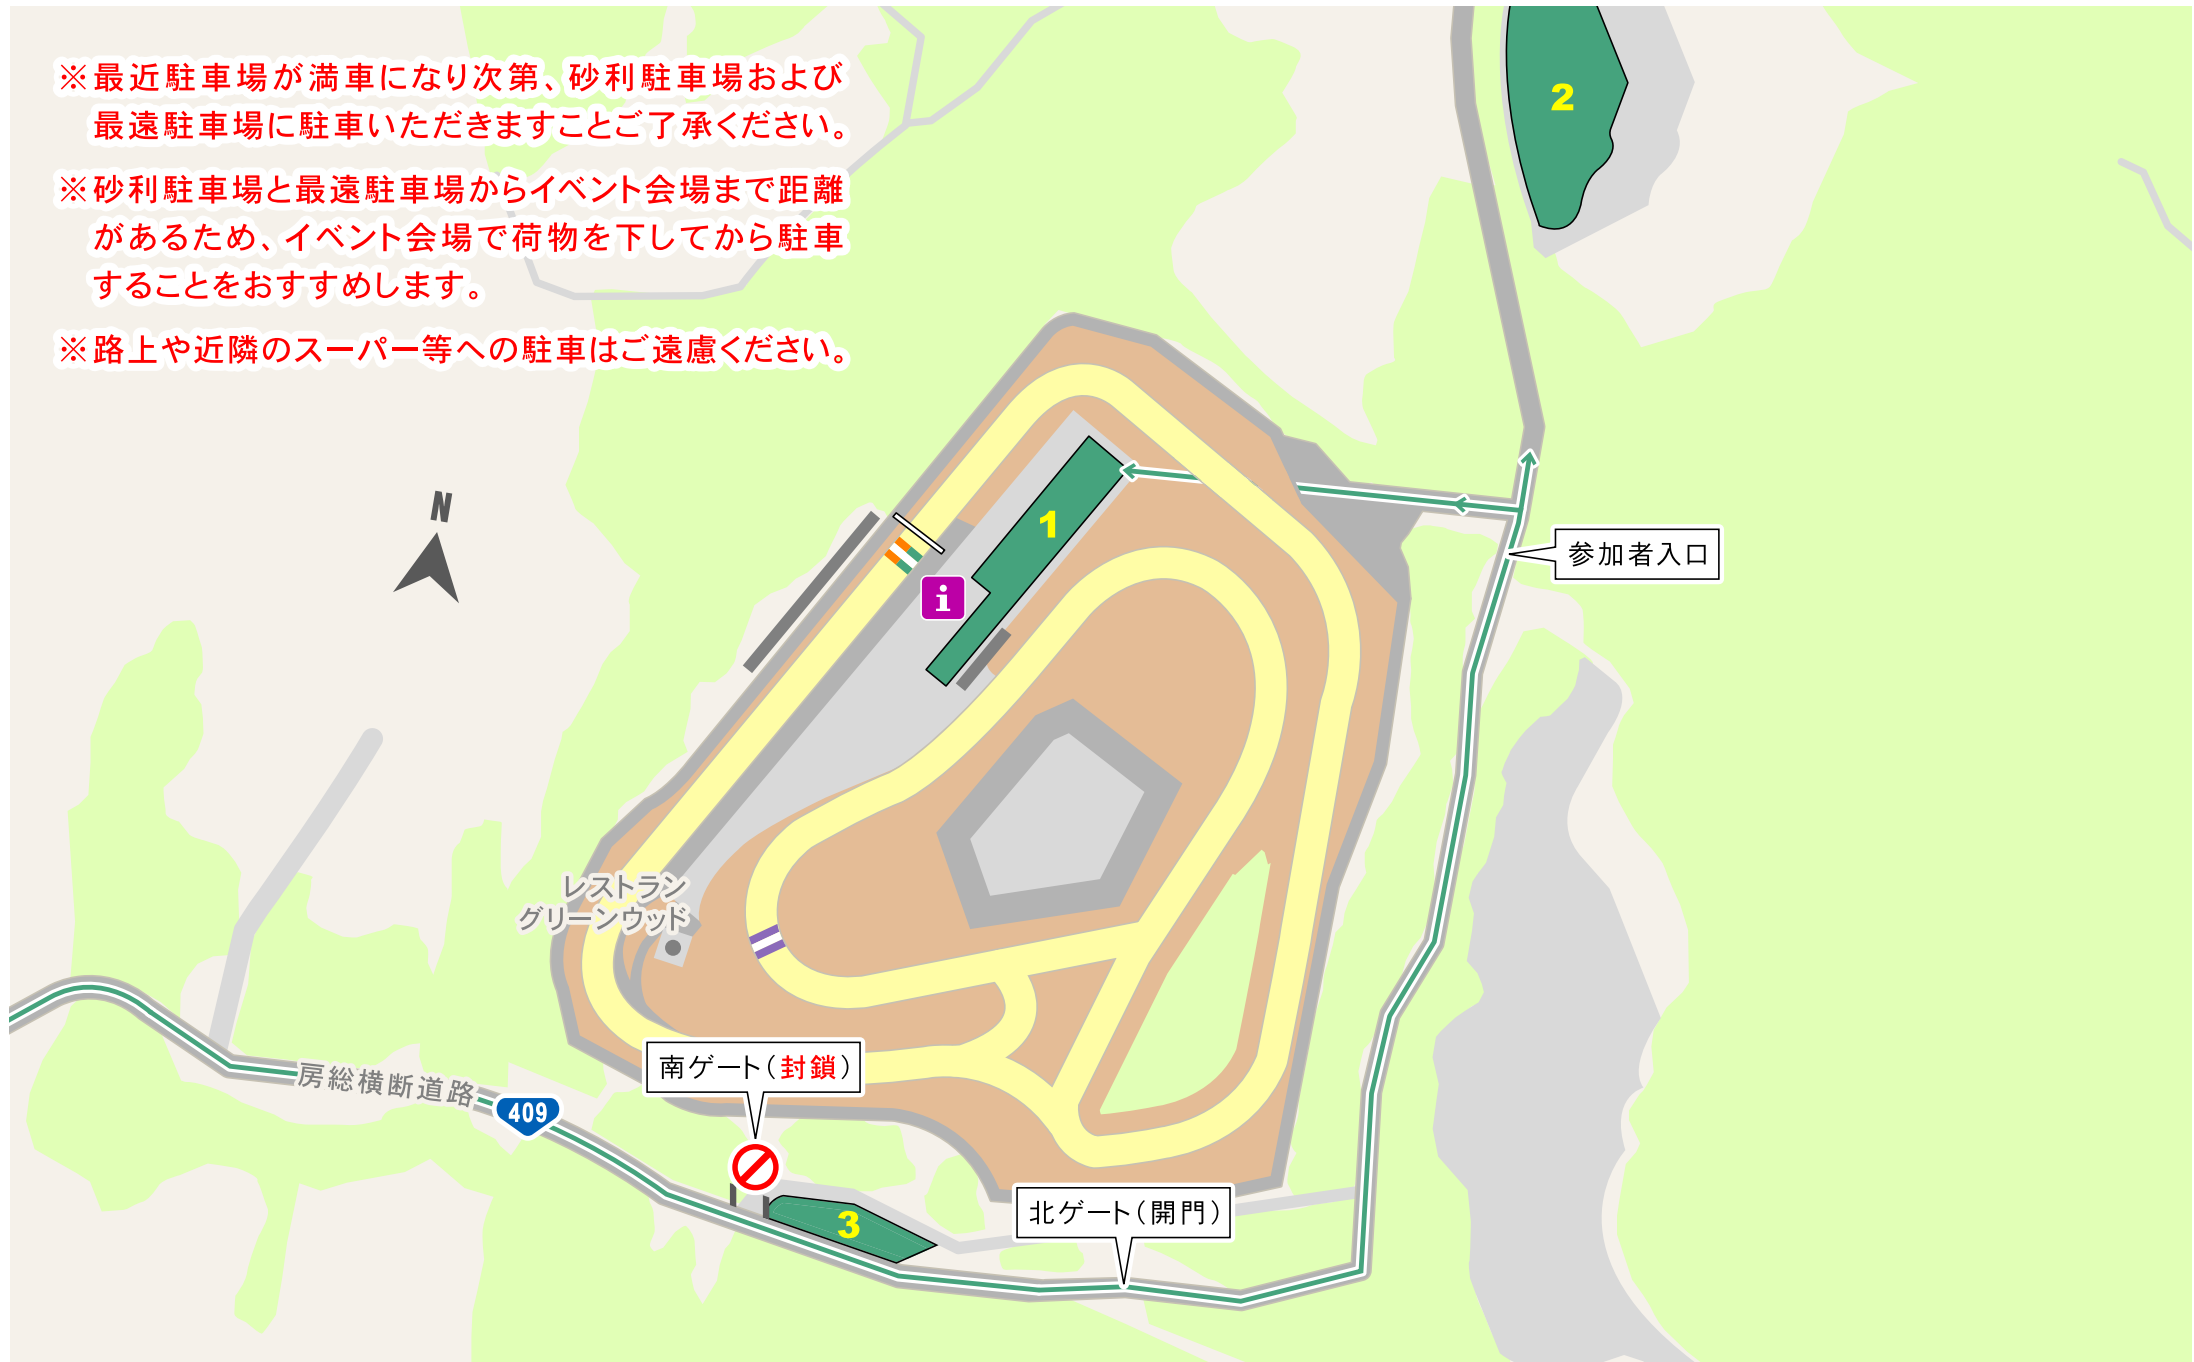 ※最近駐車場が満車になり次第、砂利駐車場および
最遠駐車場に駐車いただきますことご了承ください。
※砂利駐車場と最遠駐車場からイベント会場まで距離
があるため、イベント会場で荷物を下してから駐車
することをおすすめします。
※路上や近隣のスーパー等への駐車はご遠慮ください。
2
N
1
i
参加者入口
レストラン
グリーンウッド
南ゲート（封鎖）
房総横断道路
409
3
北ゲート（開門）